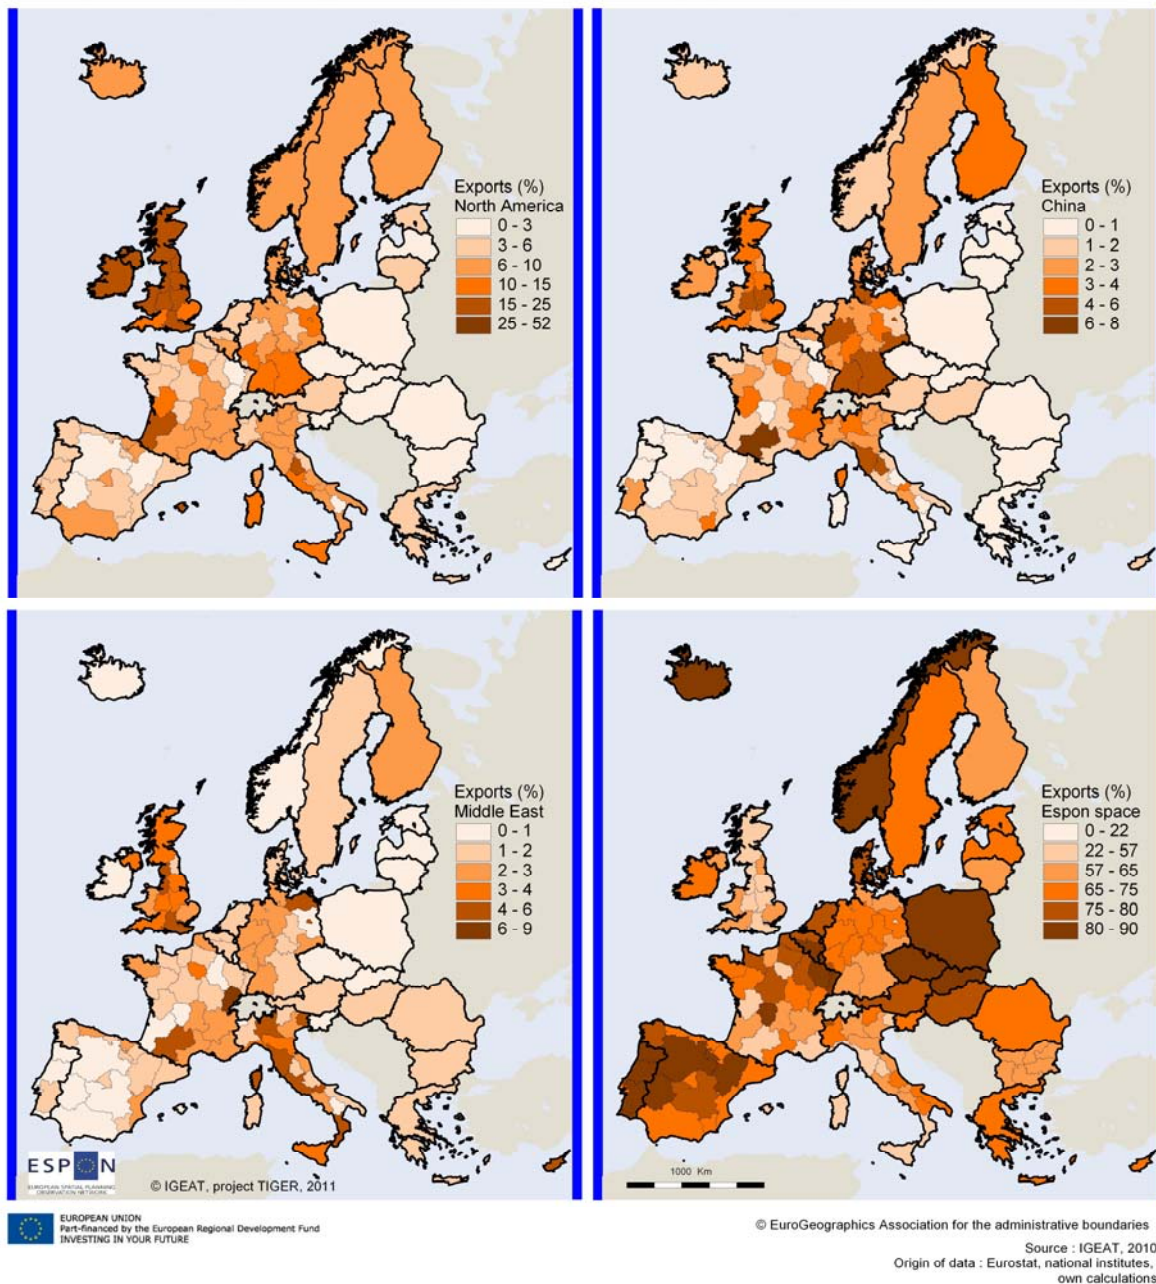 Exports (%)
North America
0 - 3
3 - 6
6 - 10
10 - 15
15 - 25
25 - 52
Exports (%)
China
0 - 1
1 - 2
2 - 3
3 - 4
4 - 6
6 - 8
Exports (%)
Middle East
0 - 1
1 - 2
2 - 3
3 - 4
4 - 6
6 - 9
Exports (%)
Espon space
0 - 22
22 - 57
57 - 65
65 - 75
75 - 80
80 - 90
ESPON
EUROPEAN SPATIAL PLANNING
OBSERVATION NETWORK
© IGEAT, project TIGER, 2011
1000 Km
EUROPEAN UNION
Part-financed by the European Regional Development Fund
INVESTING IN YOUR FUTURE
© EuroGeographics Association for the administrative boundaries
Source : IGEAT, 2010
Origin of data : Eurostat, national institutes,
own calculations